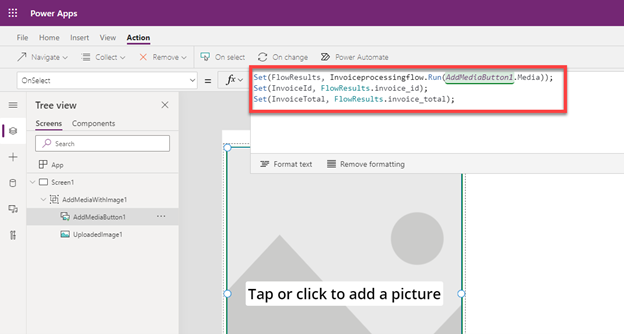 Power Apps
File Home Insert View Action
Navigate Collect Remove On select On change Power Automate
OnSelect = fx
Set(FlowResults, Invoiceprocessingflow.Run(AddMediaButton1.Media));
Set(InvoiceId, FlowResults.invoice_id);
Set(InvoiceTotal, FlowResults.invoice_total);
Tree view
Screens Components
Search
Format text Remove formatting
App
Screen1
AddMediaWithImage1
AddMediaButton1 ...
UploadedImage1
Tap or click to add a picture